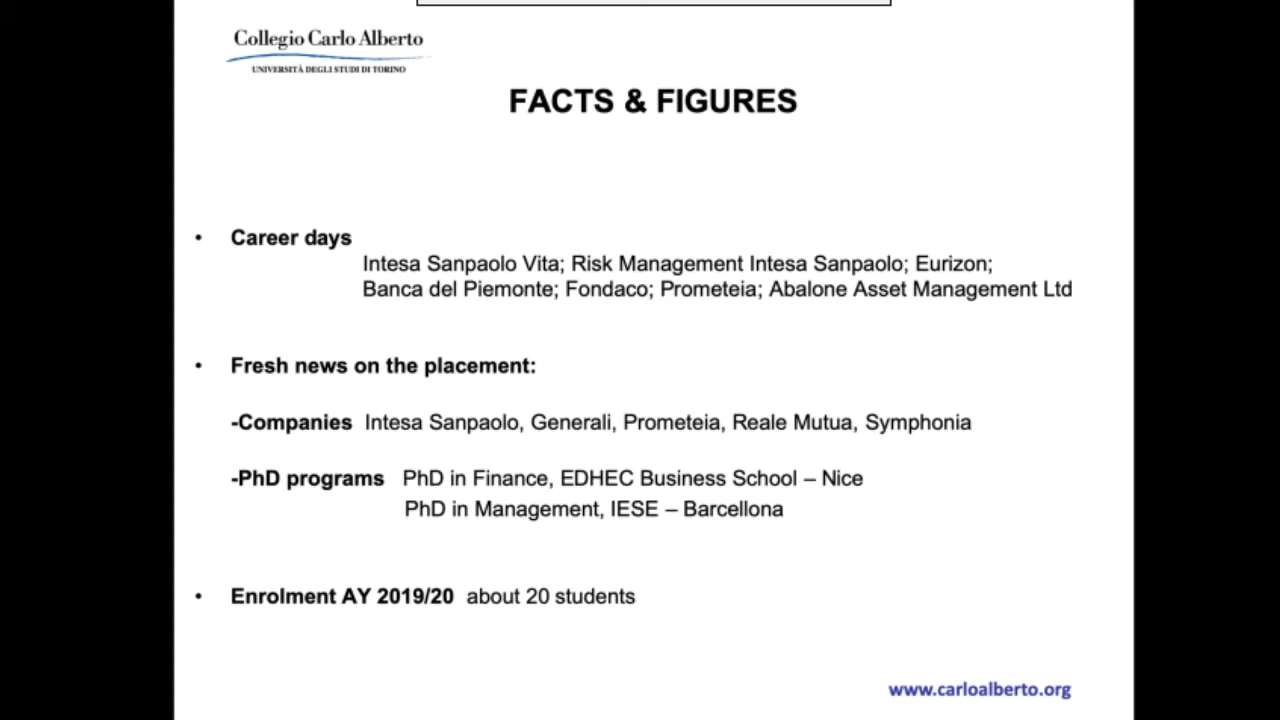 Collegio Carlo Alberto
UNIVERSITÀ DEGLI STUDI DI TORINO
FACTS & FIGURES
• Career days
Intesa Sanpaolo Vita; Risk Management Intesa Sanpaolo; Eurizon;
Banca del Piemonte; Fondaco; Prometeia; Abalone Asset Management Ltd
• Fresh news on the placement:
-Companies Intesa Sanpaolo, Generali, Prometeia, Reale Mutua, Symphonia
-PhD programs PhD in Finance, EDHEC Business School – Nice
PhD in Management, IESE – Barcellona
• Enrolment AY 2019/20 about 20 students
www.carloalberto.org